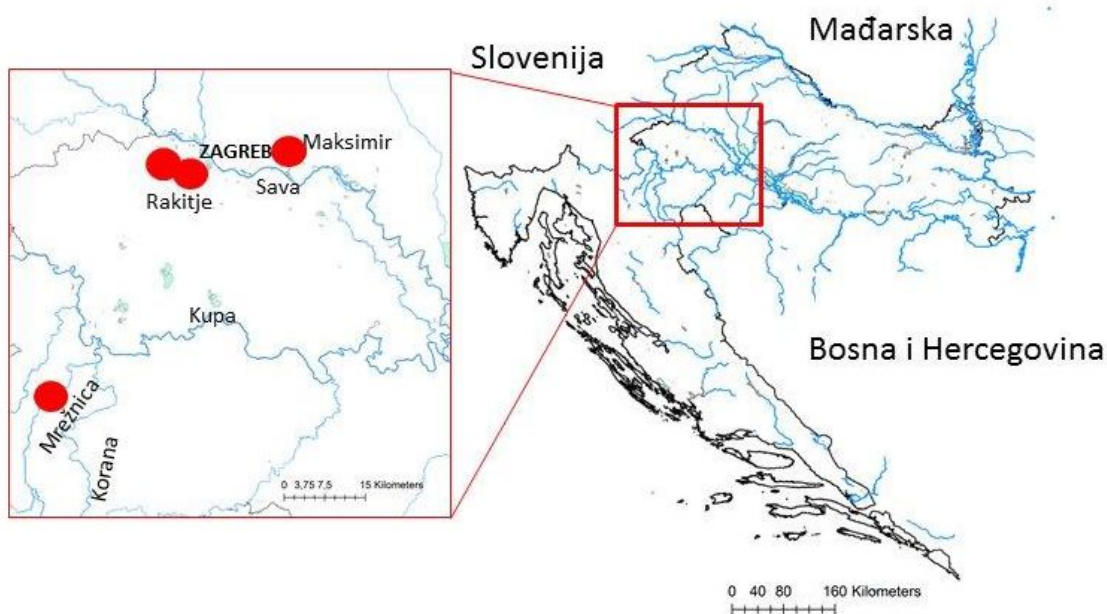 Slovenija
Mađarska
ZAGREB
Maksimir
Rakitje
Sava
Kupa
Mrežnica
Korana
0 3,75 7,5 15 Kilometers
Bosna i Hercegovina
0 40 80 160 Kilometers